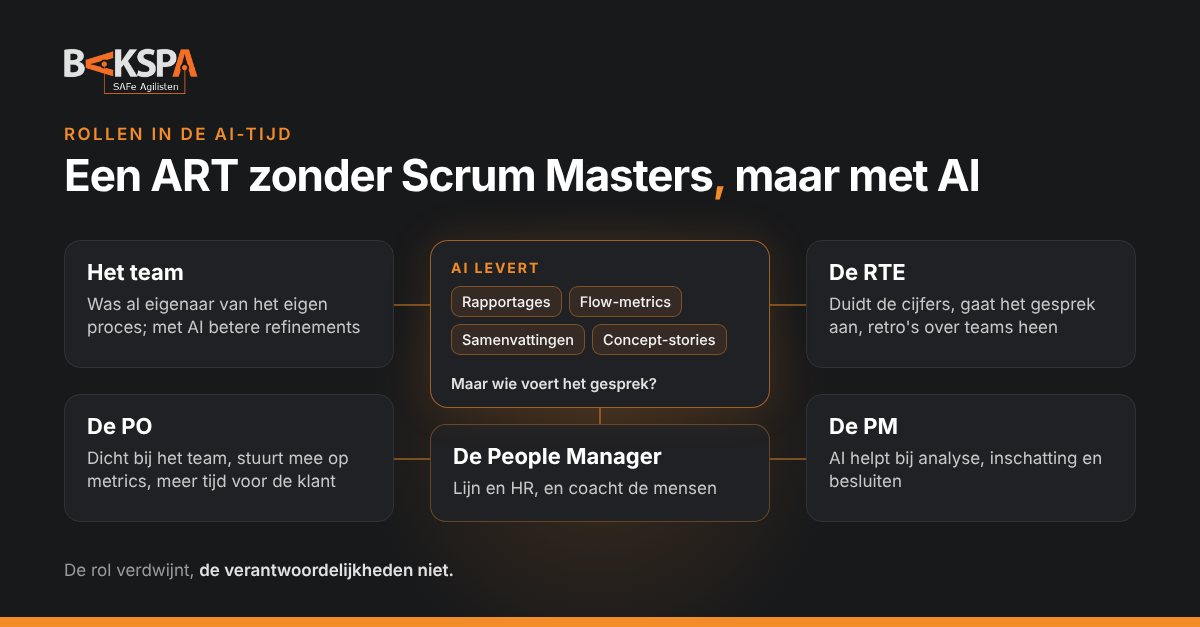 BAKSPA
SAFe Agilisten
ROLLEN IN DE AI-TIJD
Een ART zonder Scrum Masters, maar met AI
Het team
Was al eigenaar van het eigen
proces; met AI betere refinements
AI LEVERT
Rapportages
Flow-metrics
Samenvattingen
Concept-stories
Maar wie voert het gesprek?
De RTE
Duidt de cijfers, gaat het gesprek
aan, retro's over teams heen
De PO
Dicht bij het team, stuurt mee op
metrics, meer tijd voor de klant
De People Manager
Lijn en HR, en coacht de mensen
De PM
AI helpt bij analyse, inschatting en
besluiten
De rol verdwijnt, de verantwoordelijkheden niet.